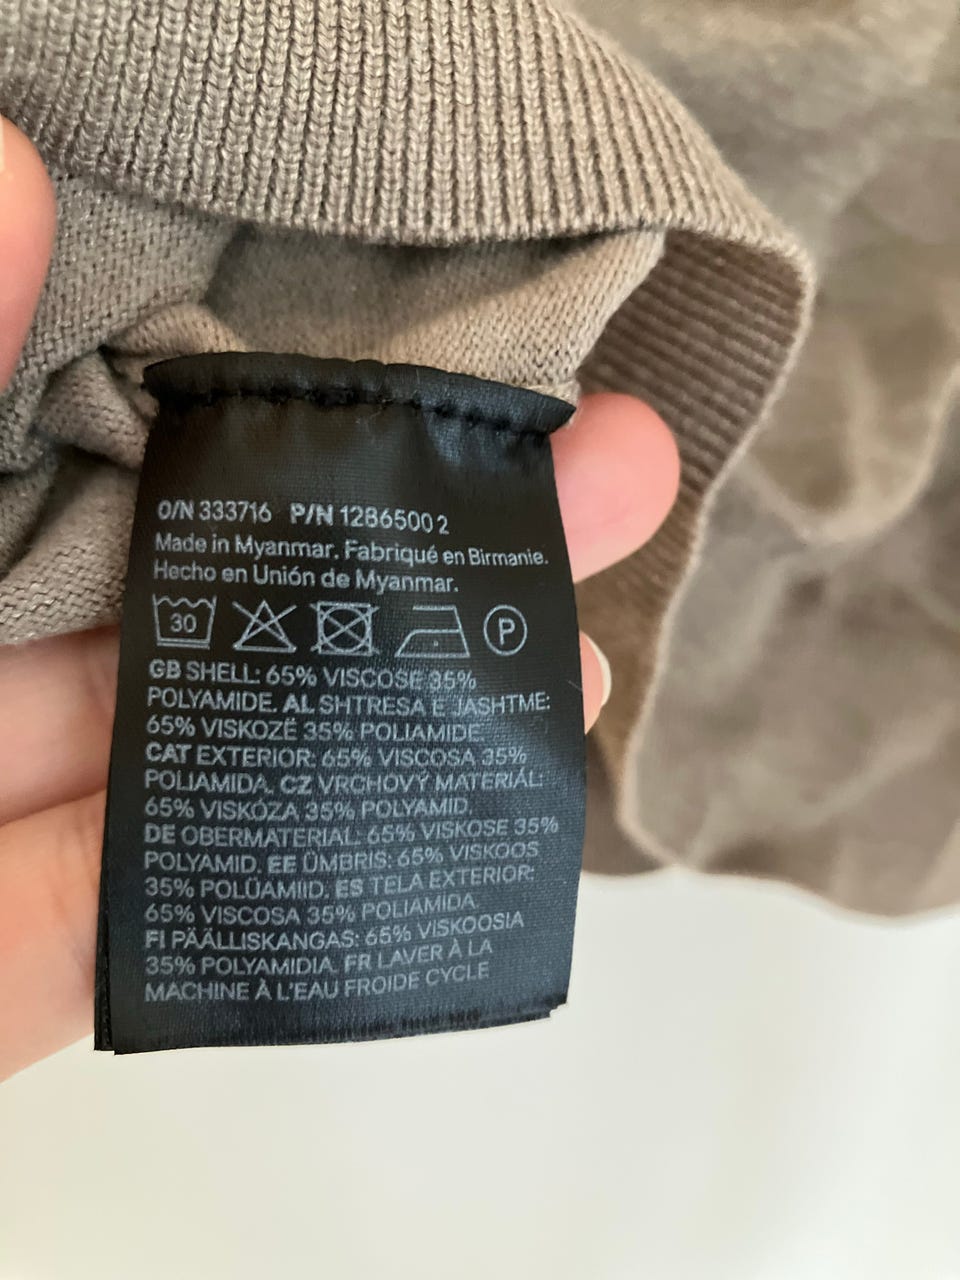 O/N 333716 P/N 1286500 2
Made in Myanmar. Fabriqué en Birmanie.
Hecho en Unión de Myanmar.
30 P
GB SHELL: 65% VISCOSE 35%
POLYAMIDE. AL SHTRESA E JASHTME:
65% VISKOZË 35% POLIAMIDE
CAT EXTERIOR: 65% VISCOSA 35%
POLIAMIDA. CZ VRCHOVÝ MATERIÁL:
65% VISKÓZA 35% POLYAMID.
DE OBERMATERIAL: 65% VISKOSE 35%
POLYAMID. EE ÜMBRIS: 65% VISKOOS
35% POLÜAMIID. ES TELA EXTERIOR:
65% VISCOSA 35% POLIAMIDA
FI PÄÄLLISKANGAS: 65% VISKOOSIA
35% POLYAMIDIA. FR LAVER À LA
MACHINE À L'EAU FROIDE CYCLE